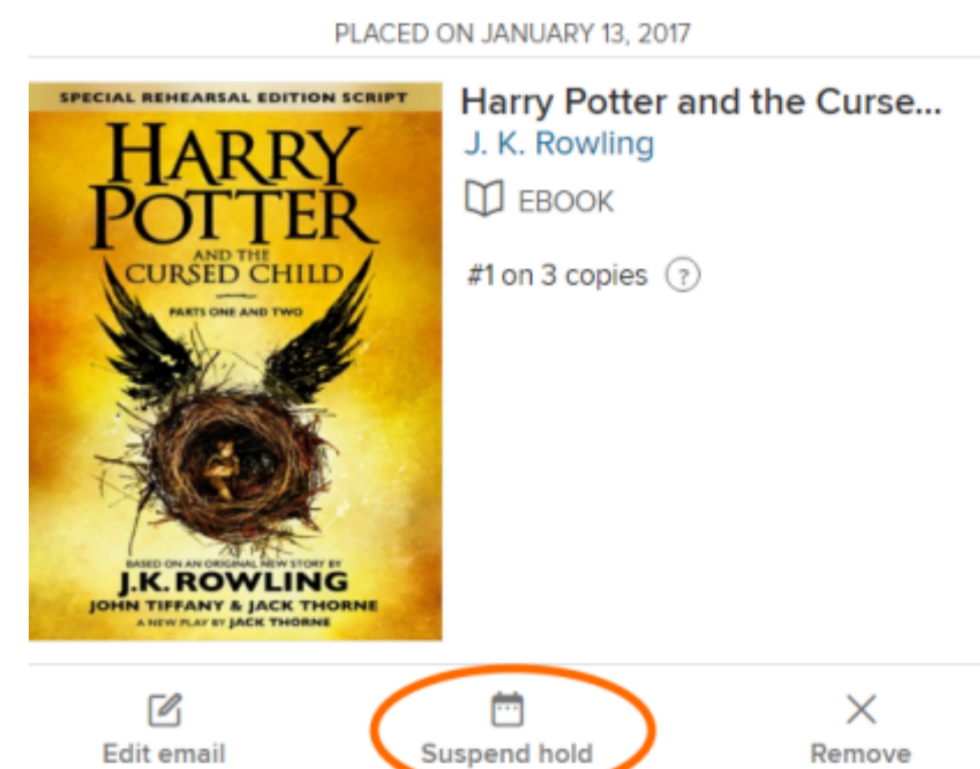 PLACED ON JANUARY 13, 2017
SPECIAL REHEARSAL EDITION SCRIPT
HARRY
POTTER
AND THE
CURSED CHILD
PARTS ONE AND TWO
BASED ON AN ORIGINAL NEW STORY BY
J.K. ROWLING
JOHN TIFFANY & JACK THORNE
A NEW PLAY BY JACK THORNE
Harry Potter and the Curse...
J. K. Rowling
EBOOK
#1 on 3 copies ?
Edit email
Suspend hold
Remove